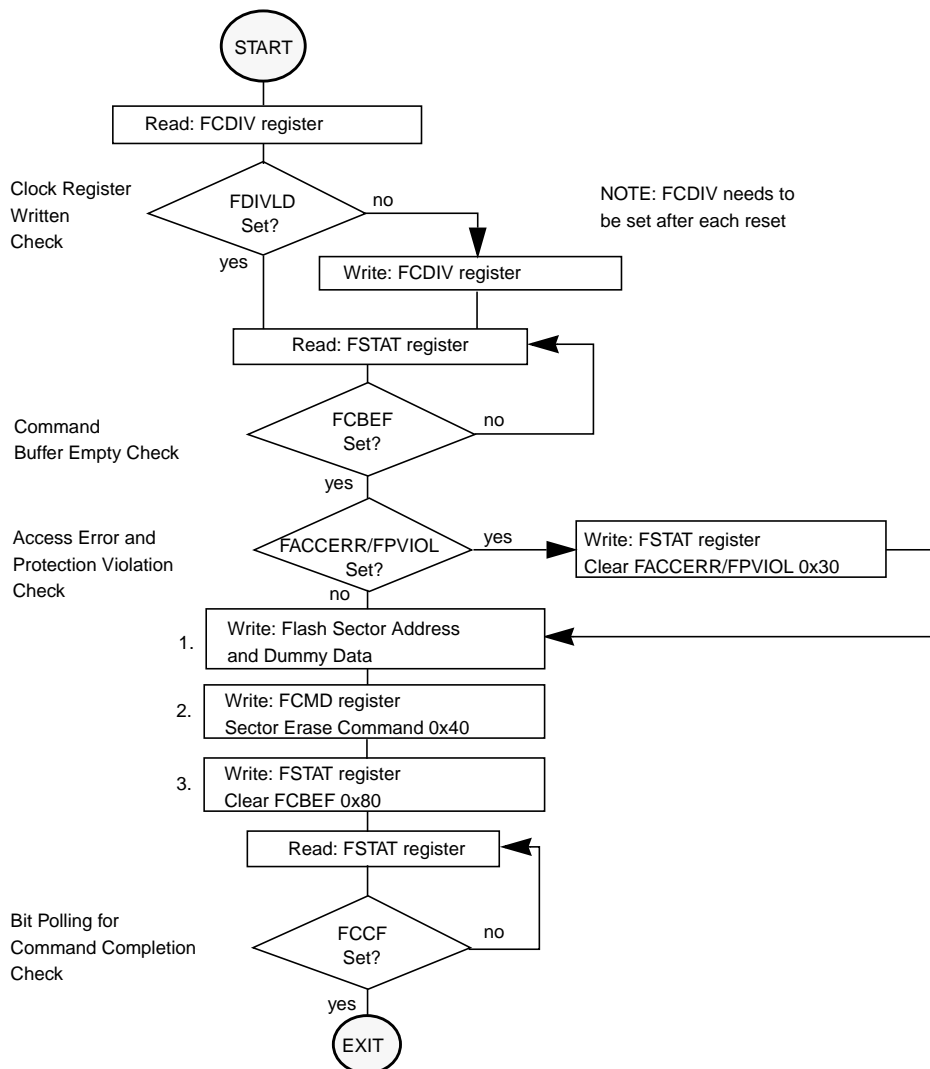 START
Read: FCDIV register
Clock Register
Written
Check
FDIVLD
Set?
no
yes
NOTE: FCDIV needs to
be set after each reset
Write: FCDIV register
Read: FSTAT register
Command
Buffer Empty Check
FCBEF
Set?
no
yes
Access Error and
Protection Violation
Check
FACCERR/FPVIOL
Set?
yes
no
Write: FSTAT register
Clear FACCERR/FPVIOL 0x30
1.
Write: Flash Sector Address
and Dummy Data
2.
Write: FCMD register
Sector Erase Command 0x40
3.
Write: FSTAT register
Clear FCBEF 0x80
Read: FSTAT register
Bit Polling for
Command Completion
Check
FCCF
Set?
no
yes
EXIT